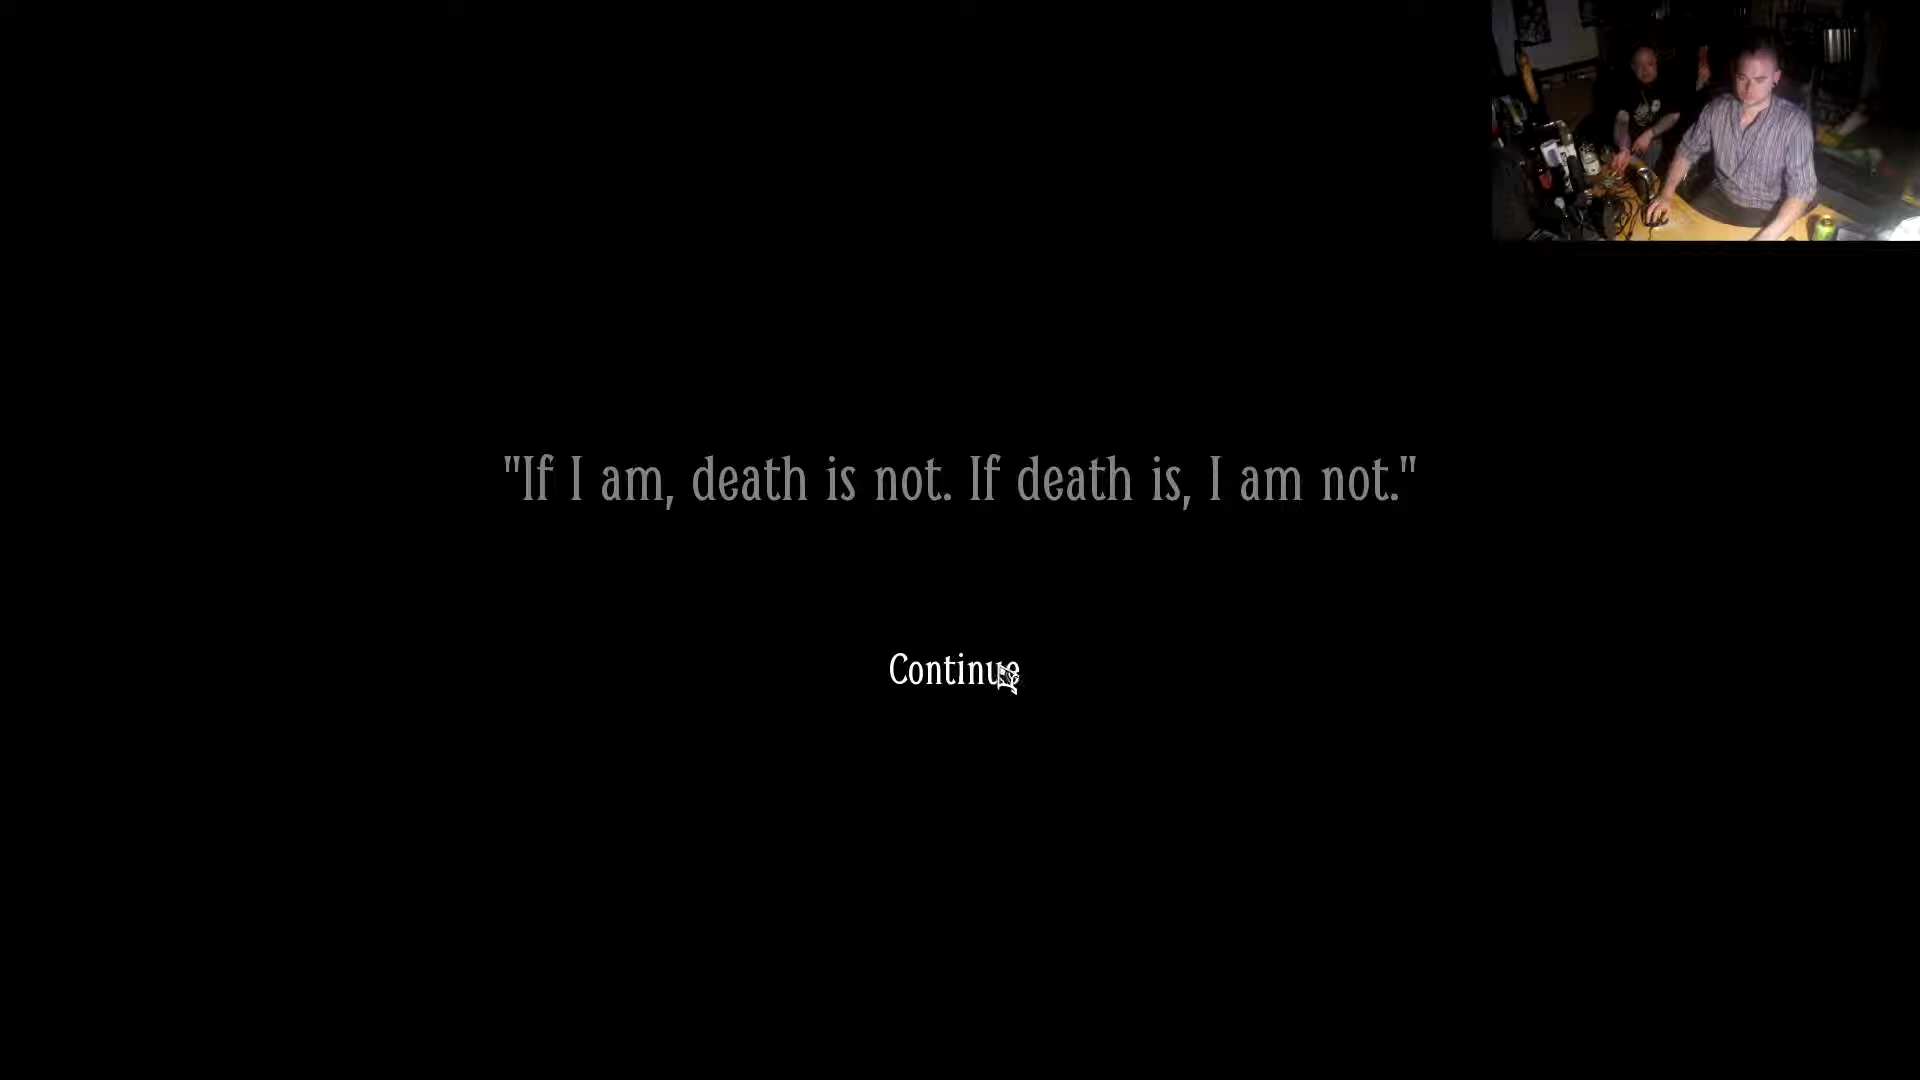 "If I am, death is not. If death is, I am not."
Continue